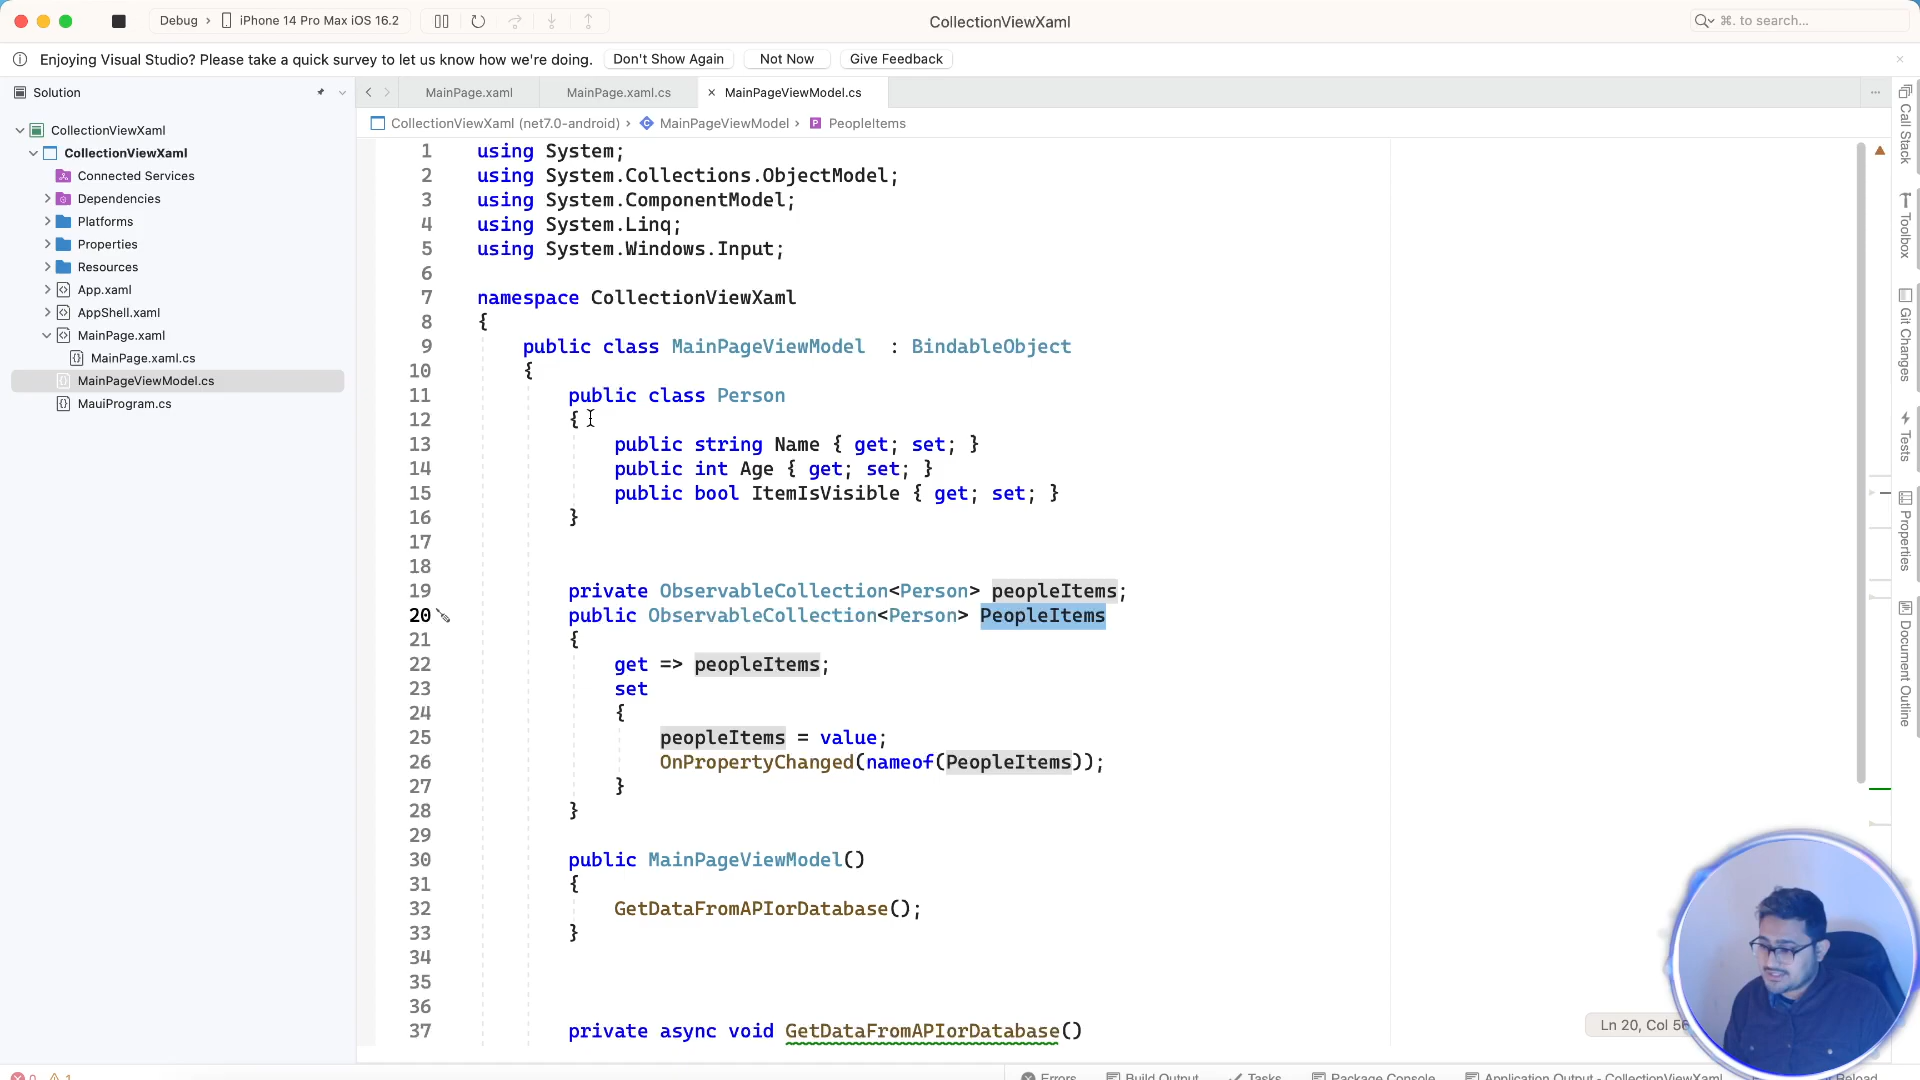 Debug › iPhone 14 Pro Max iOS 16.2
CollectionViewXaml
⌘. to search...
Enjoying Visual Studio? Please take a quick survey to let us know how we're doing.
Don't Show Again
Not Now
Give Feedback
Solution
CollectionViewXaml
CollectionViewXaml
Connected Services
Dependencies
Platforms
Properties
Resources
App.xaml
AppShell.xaml
MainPage.xaml
MainPage.xaml.cs
MainPageViewModel.cs
MauiProgram.cs
MainPage.xaml
MainPage.xaml.cs
× MainPageViewModel.cs
CollectionViewXaml (net7.0-android) › MainPageViewModel › PeopleItems
1 using System;
2 using System.Collections.ObjectModel;
3 using System.ComponentModel;
4 using System.Linq;
5 using System.Windows.Input;
6
7 namespace CollectionViewXaml
8 {
9 public class MainPageViewModel : BindableObject
10 {
11 public class Person
12 {
13 public string Name { get; set; }
14 public int Age { get; set; }
15 public bool ItemIsVisible { get; set; }
16 }
17
18
19 private ObservableCollection<Person> peopleItems;
20 public ObservableCollection<Person> PeopleItems
21 {
22 get => peopleItems;
23 set
24 {
25 peopleItems = value;
26 OnPropertyChanged(nameof(PeopleItems));
27 }
28 }
29
30 public MainPageViewModel()
31 {
32 GetDataFromAPIorDatabase();
33 }
34
35
36
37 private async void GetDataFromAPIorDatabase()
Call Stack
Toolbox
Git Changes
Tests
Properties
Document Outline
Ln 20, Col 56
0 1
Errors
Build Output
Tasks
Package Console
Application Output - CollectionViewXaml
Reload